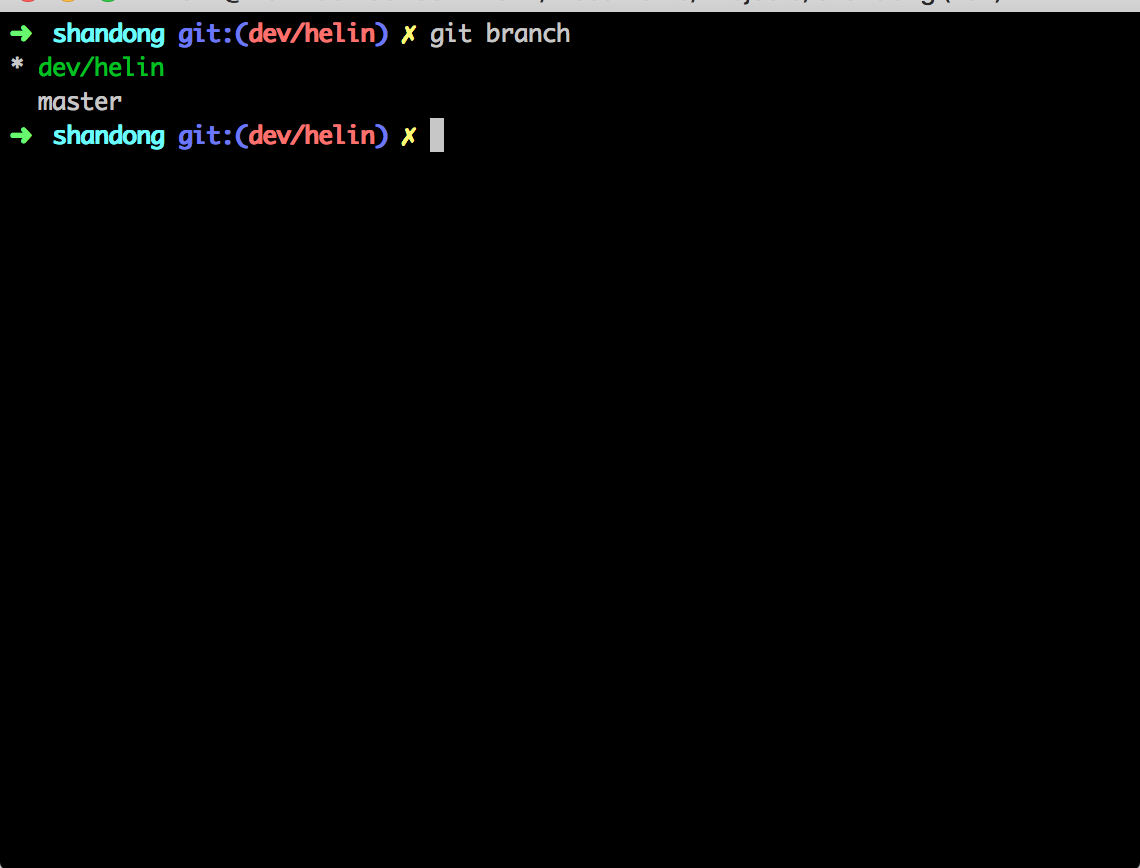 ➜ shandong git:(dev/helin) ✗ git branch
* dev/helin
  master
➜ shandong git:(dev/helin) ✗